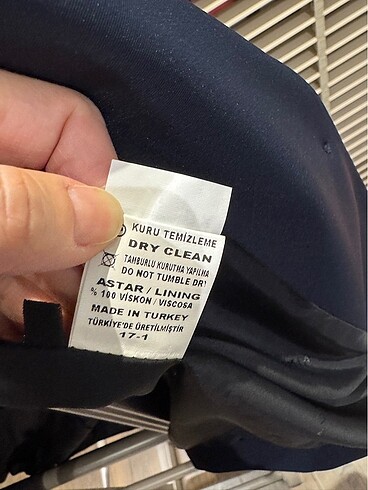 KURU TEMİZLEME
DRY CLEAN
TAMBURLU KURUTMA YAPILMA
DO NOT TUMBLE DRY
ASTAR / LINING
% 100 VİSKON / VISCOSA
MADE IN TURKEY
TÜRKİYE'DE ÜRETİLMİŞTİR
17-1